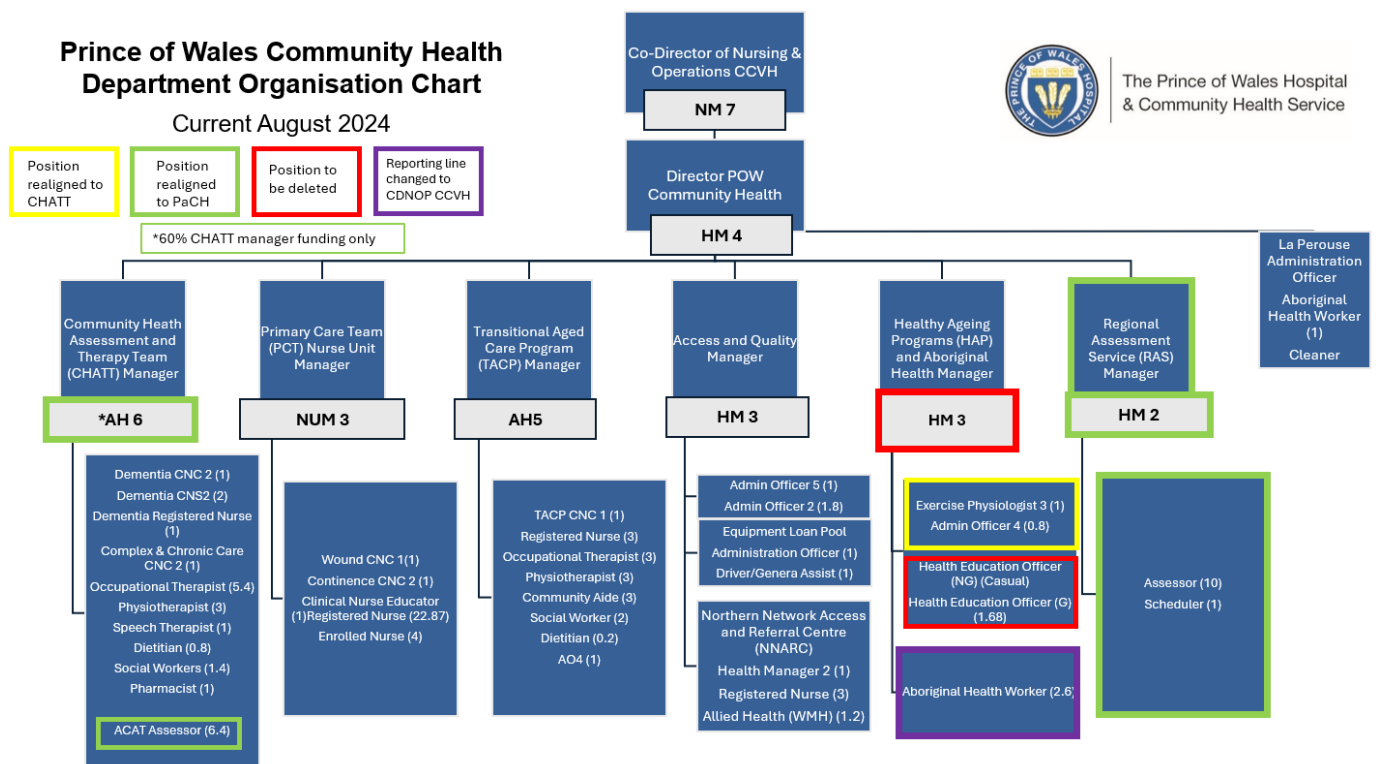 Prince of Wales Community Health
Department Organisation Chart
Current August 2024
Position
realigned to
CHATT
Position
realigned
to PaCH
Position to
be deleted
Reporting line
changed to
CDNOP CCVH
*60% CHATT manager funding only
Co-Director of Nursing &
Operations CCVH
NM 7
Director POW
Community Health
HM 4
THE PRINCE OF WALES HOSPITAL
The Prince of Wales Hospital
& Community Health Service
La Perouse
Administration
Officer
Aboriginal
Health Worker
(1)
Cleaner
Community Heath
Assessment and
Therapy Team
(CHATT) Manager
*AH 6
Dementia CNC 2 (1)
Dementia CNS2 (2)
Dementia Registered Nurse
(1)
Complex & Chronic Care
CNC 2 (1)
Occupational Therapist (5.4)
Physiotherapist (3)
Speech Therapist (1)
Dietitian (0.8)
Social Workers (1.4)
Pharmacist (1)
ACAT Assessor (6.4)
Primary Care Team
(PCT) Nurse Unit
Manager
NUM 3
Wound CNC 1(1)
Continence CNC 2 (1)
Clinical Nurse Educator
(1)Registered Nurse (22.87)
Enrolled Nurse (4)
Transitional Aged
Care Program
(TACP) Manager
AH5
TACP CNC 1 (1)
Registered Nurse (3)
Occupational Therapist (3)
Physiotherapist (3)
Community Aide (3)
Social Worker (2)
Dietitian (0.2)
AO4 (1)
Access and Quality
Manager
HM 3
Admin Officer 5 (1)
Admin Officer 2 (1.8)
Equipment Loan Pool
Administration Officer (1)
Driver/Genera Assist (1)
Northern Network Access
and Referral Centre
(NNARC)
Health Manager 2 (1)
Registered Nurse (3)
Allied Health (WMH) (1.2)
Healthy Ageing
Programs (HAP)
and Aboriginal
Health Manager
HM 3
Exercise Physiologist 3 (1)
Admin Officer 4 (0.8)
Health Education Officer
(NG) (Casual)
Health Education Officer (G)
(1.68)
Aboriginal Health Worker (2.6)
Regional
Assessment
Service (RAS)
Manager
HM 2
Assessor (10)
Scheduler (1)